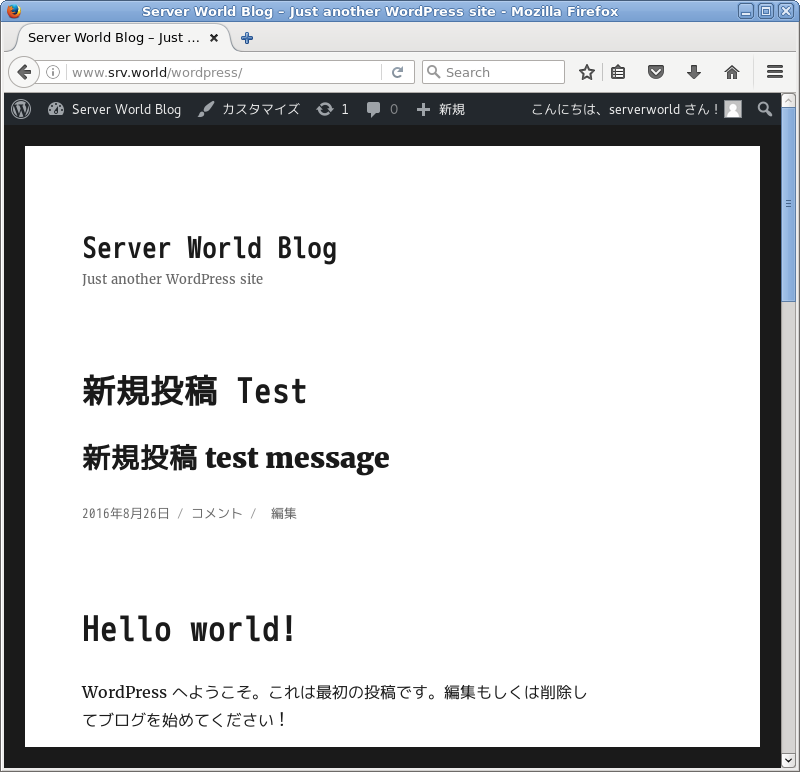 Server World Blog – Just another WordPress site - Mozilla Firefox
Server World Blog – Just ...
www.srv.world/wordpress/
Search
Server World Blog カスタマイズ 1 0 新規 こんにちは、serverworld さん！
Server World Blog
Just another WordPress site
新規投稿 Test
新規投稿 test message
2016年8月26日 / コメント / 編集
Hello world!
WordPress へようこそ。これは最初の投稿です。編集もしくは削除し
てブログを始めてください！